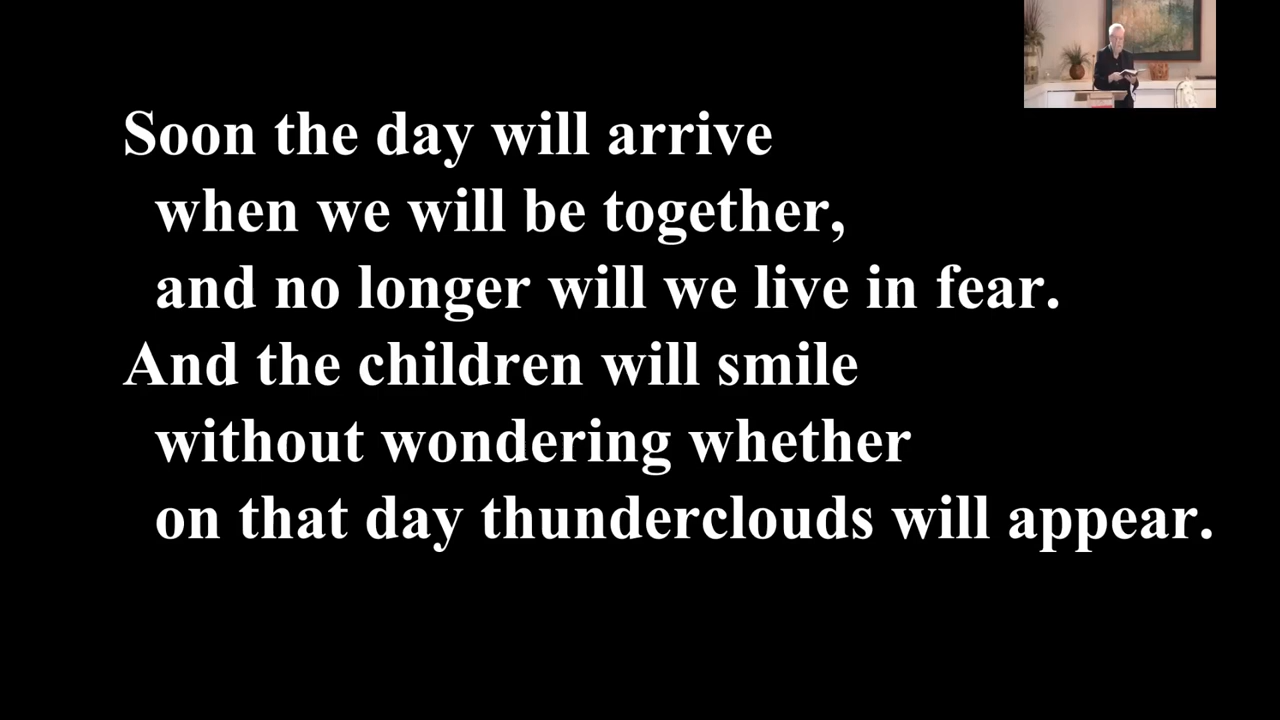 Soon the day will arrive
when we will be together,
and no longer will we live in fear.
And the children will smile
without wondering whether
on that day thunderclouds will appear.